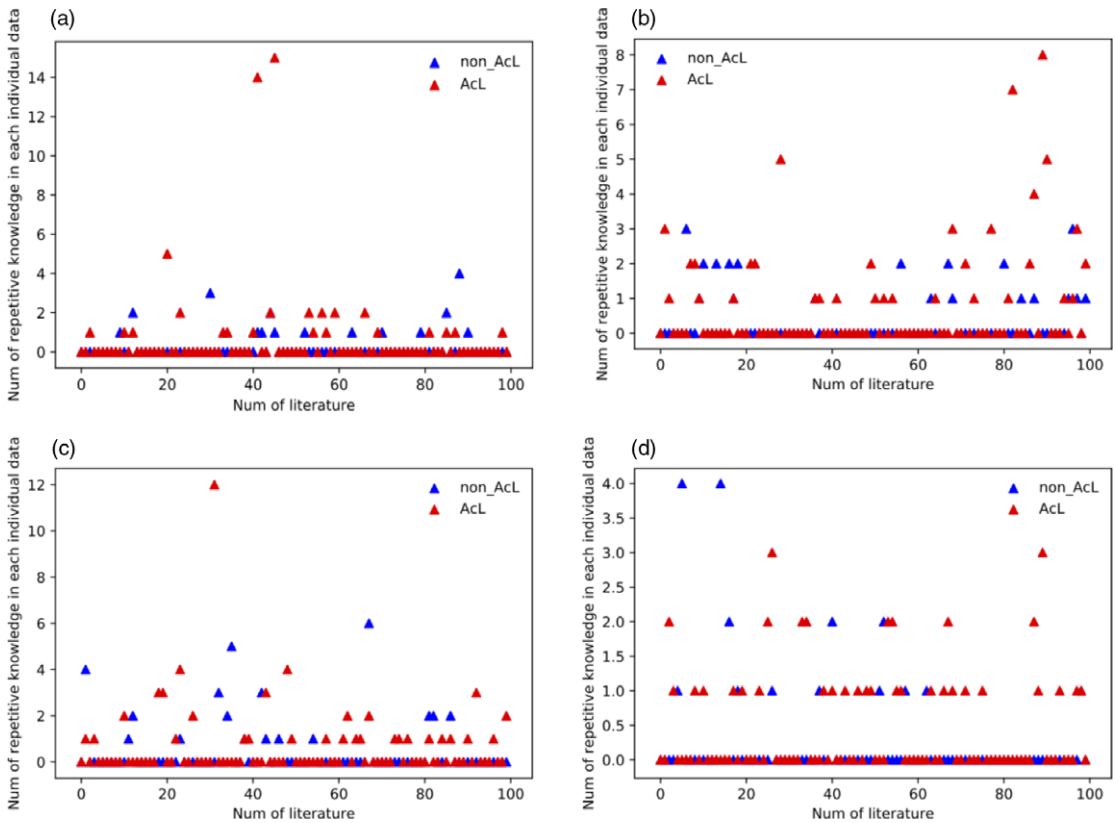 (a)
Num of repetitive knowledge in each individual data
14
12
10
8
6
4
2
0
non_AcL
AcL
0 20 40 60 80 100
Num of literature
(b)
Num of repetitive knowledge in each individual data
8
7
6
5
4
3
2
1
0
non_AcL
AcL
0 20 40 60 80 100
Num of literature
(c)
Num of repetitive knowledge in each individual data
12
10
8
6
4
2
0
non_AcL
AcL
0 20 40 60 80 100
Num of literature
(d)
Num of repetitive knowledge in each individual data
4.0
3.5
3.0
2.5
2.0
1.5
1.0
0.5
0.0
non_AcL
AcL
0 20 40 60 80 100
Num of literature